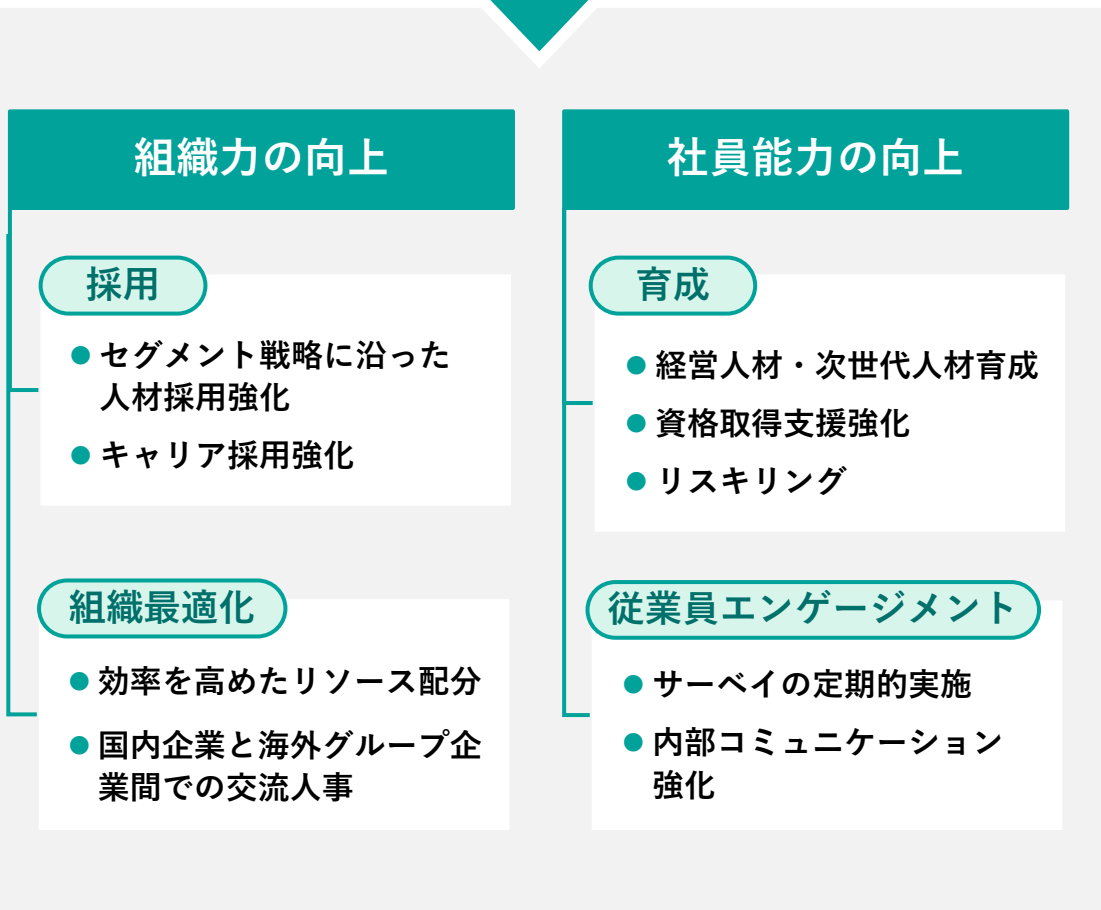 組織力の向上
採用
● セグメント戦略に沿った
人材採用強化
● キャリア採用強化
組織最適化
● 効率を高めたリソース配分
● 国内企業と海外グループ企
業間での交流人事
社員能力の向上
育成
● 経営人材・次世代人材育成
● 資格取得支援強化
● リスキリング
従業員エンゲージメント
● サーベイの定期的実施
● 内部コミュニケーション
強化